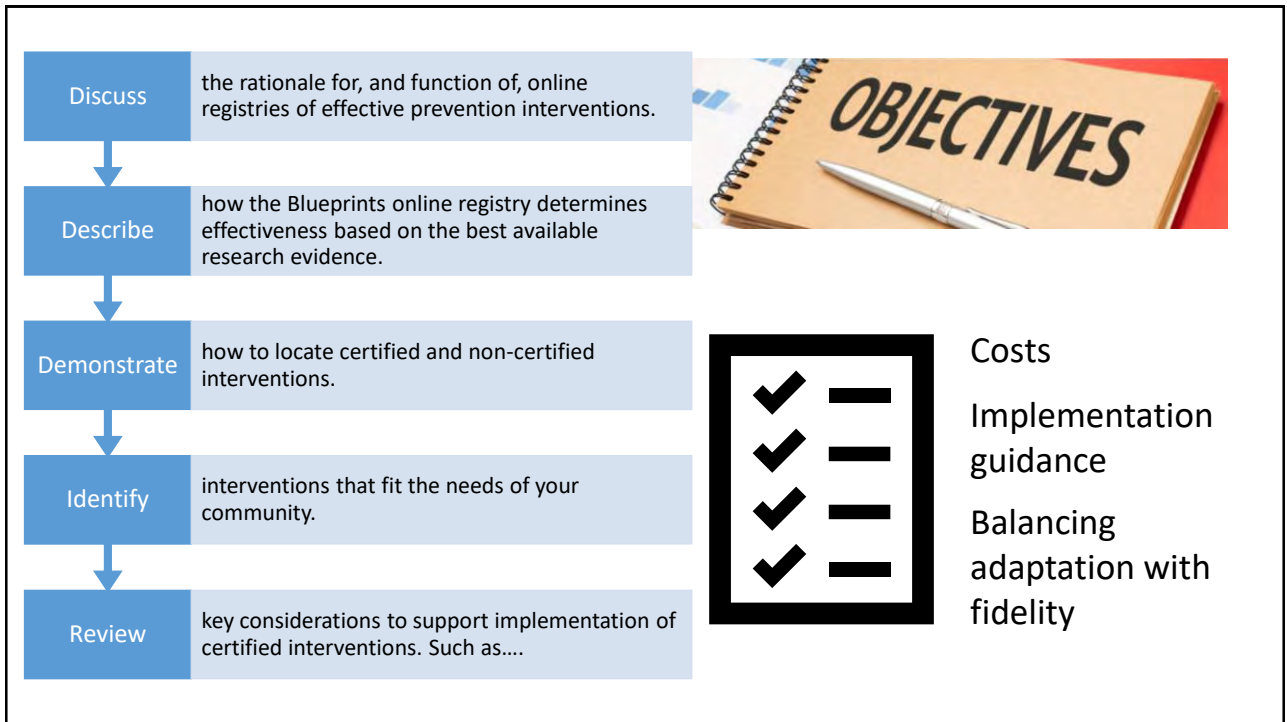 Discuss
the rationale for, and function of, online
registries of effective prevention interventions.
Describe
how the Blueprints online registry determines
effectiveness based on the best available
research evidence.
Demonstrate
how to locate certified and non-certified
interventions.
Identify
interventions that fit the needs of your
community.
Review
key considerations to support implementation of
certified interventions. Such as....
OBJECTIVES
Costs
Implementation
guidance
Balancing
adaptation with
fidelity